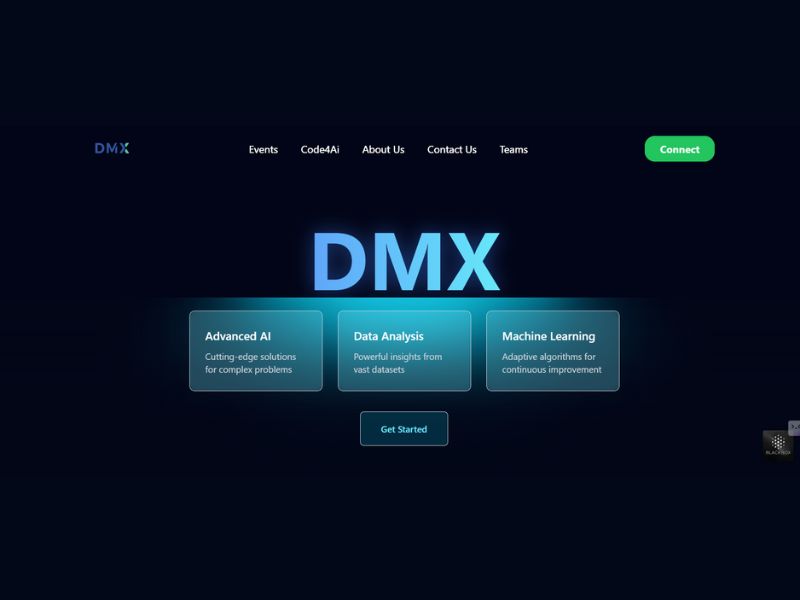 DMX
Events Code4Ai About Us Contact Us Teams
Connect
DMX
Advanced AI
Cutting-edge solutions
for complex problems
Data Analysis
Powerful insights from
vast datasets
Machine Learning
Adaptive algorithms for
continuous improvement
Get Started
BLACKBOX